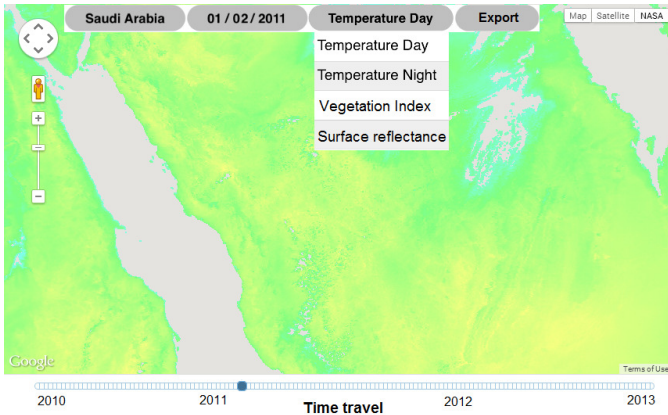 Saudi Arabia 01 / 02 / 2011 Temperature Day Export Map Satellite NASA
Temperature Day
Temperature Night
Vegetation Index
Surface reflectance
Google Terms of Use
2010 2011 2012 2013
Time travel